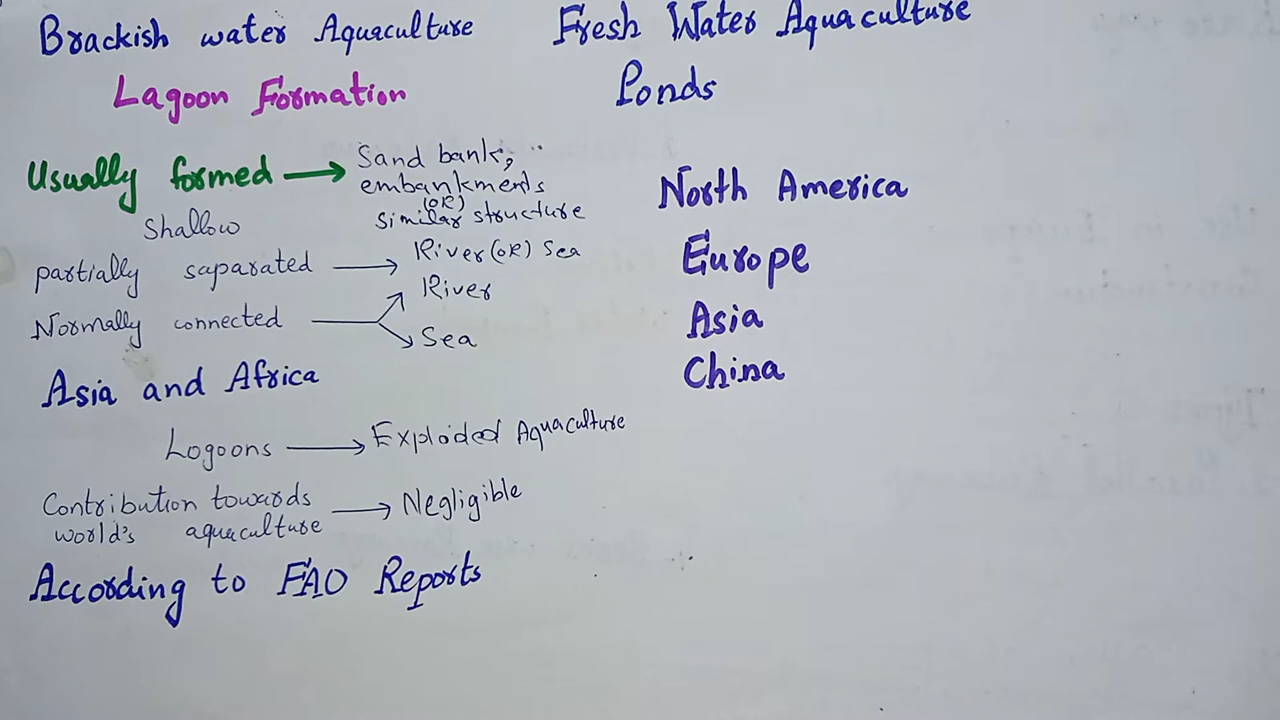 Brackish water Aquaculture
Lagoon Formation
Usually formed → Sand bank,
embankments
(OR)
Similar structure
Shallow
partially saparated → River (OR) Sea
Normally connected → River
Sea
Asia and Africa
Logoons → Exploided Aquaculture
Contribution towards
world's aquaculture → Negligible
According to FAO Reports
Fresh Water Aquaculture
Ponds
North America
Europe
Asia
China